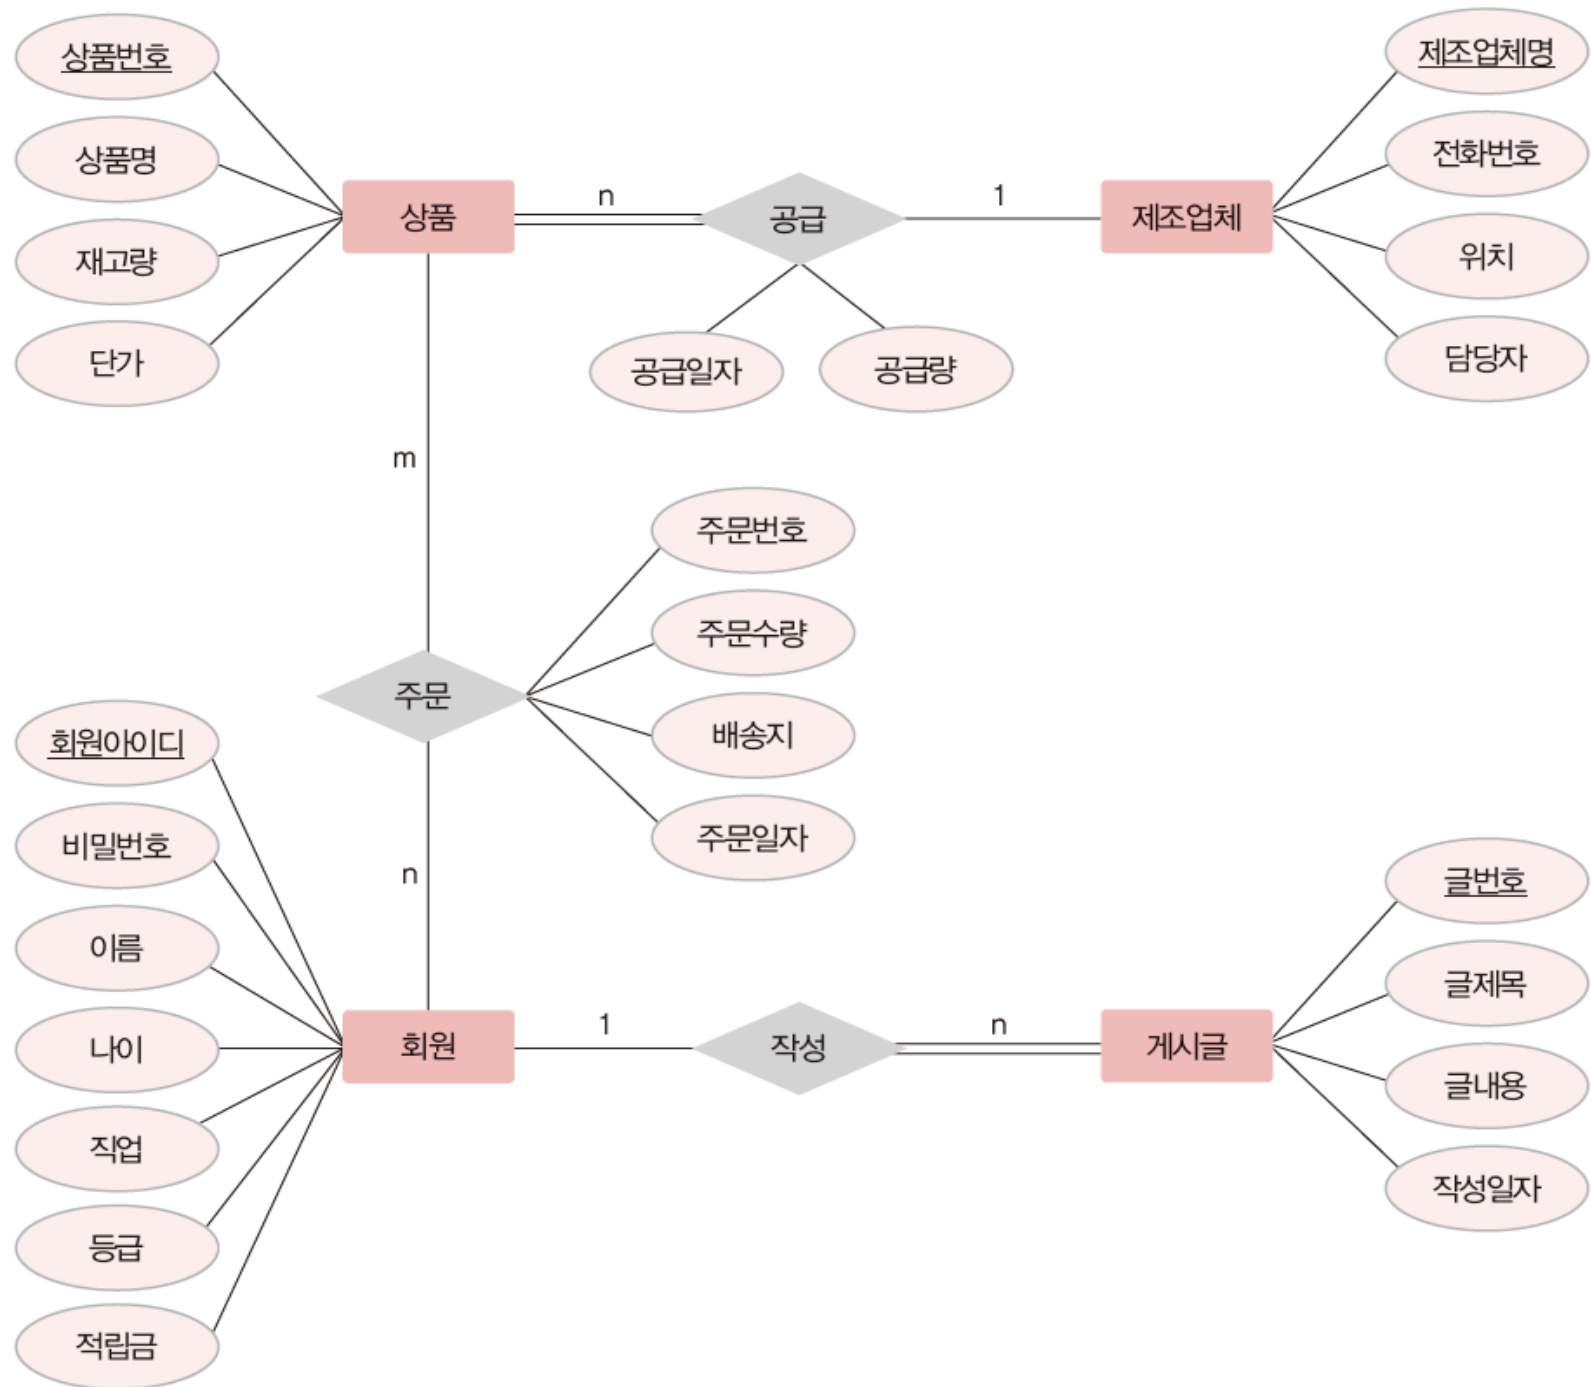 상품번호
상품명
재고량
단가
상품
n
공급
1
제조업체
제조업체명
전화번호
위치
담당자
공급일자
공급량
m
주문
주문번호
주문수량
배송지
주문일자
n
회원아이디
비밀번호
이름
나이
직업
등급
적립금
회원
1
작성
n
게시글
글번호
글제목
글내용
작성일자